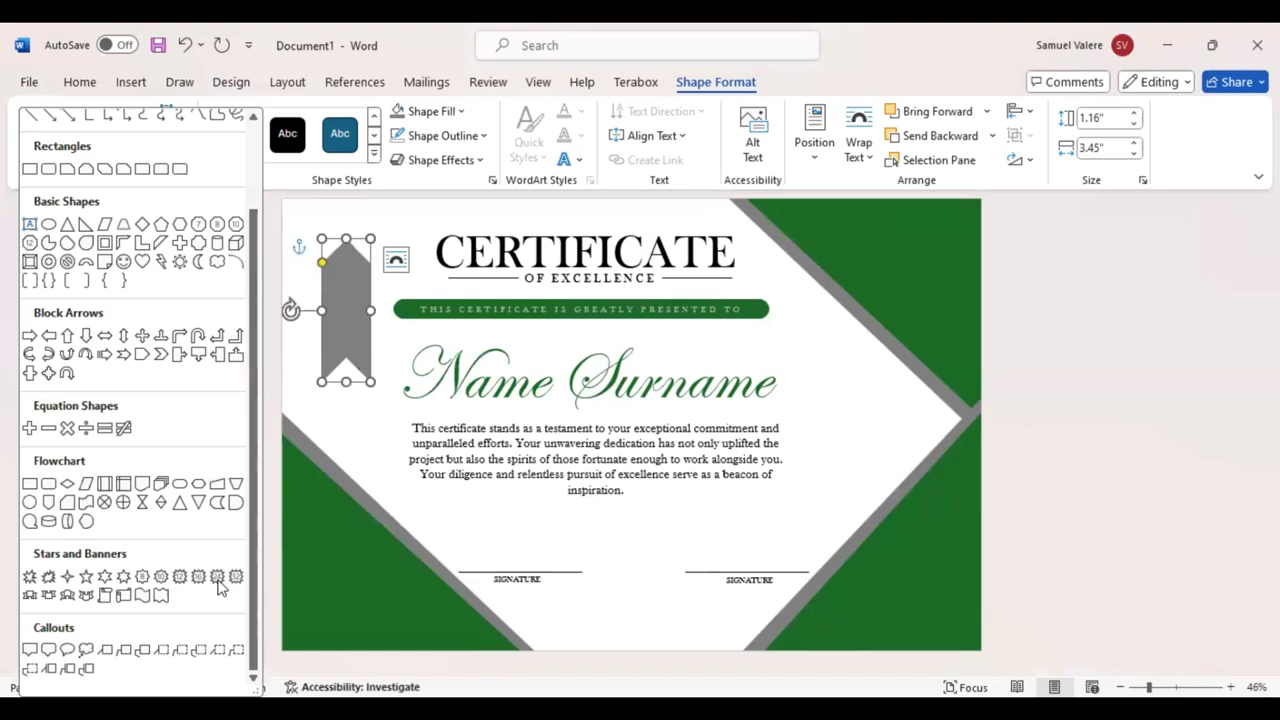 AutoSave Off Document1 - Word Search Samuel Valere SV
File Home Insert Draw Design Layout References Mailings Review View Help Terabox Shape Format Comments Editing Share
Rectangles
Basic Shapes
Block Arrows
Equation Shapes
Flowchart
Stars and Banners
Callouts
Abc Abc
Shape Fill
Shape Outline
Shape Effects
Shape Styles
Quick
Styles
WordArt Styles
Text Direction
Align Text
Create Link
Text
Alt
Text
Accessibility
Position
Wrap
Text
Bring Forward
Send Backward
Selection Pane
Arrange
1.16"
3.45"
Size
CERTIFICATE
OF EXCELLENCE
THIS CERTIFICATE IS GREATLY PRESENTED TO
Name Surname
This certificate stands as a testament to your exceptional commitment and
unparalleled efforts. Your unwavering dedication has not only uplifted the
project but also the spirits of those fortunate enough to work alongside you.
Your diligence and relentless pursuit of excellence serve as a beacon of
inspiration.
SIGNATURE SIGNATURE
Accessibility: Investigate Focus 46%